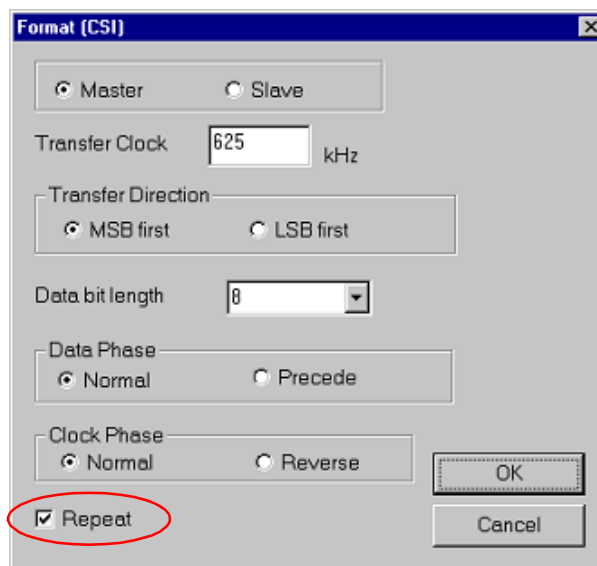 Format (CSI)
Master Slave
Transfer Clock 625 kHz
Transfer Direction
MSB first LSB first
Data bit length 8
Data Phase
Normal Precede
Clock Phase
Normal Reverse
OK
Repeat
Cancel